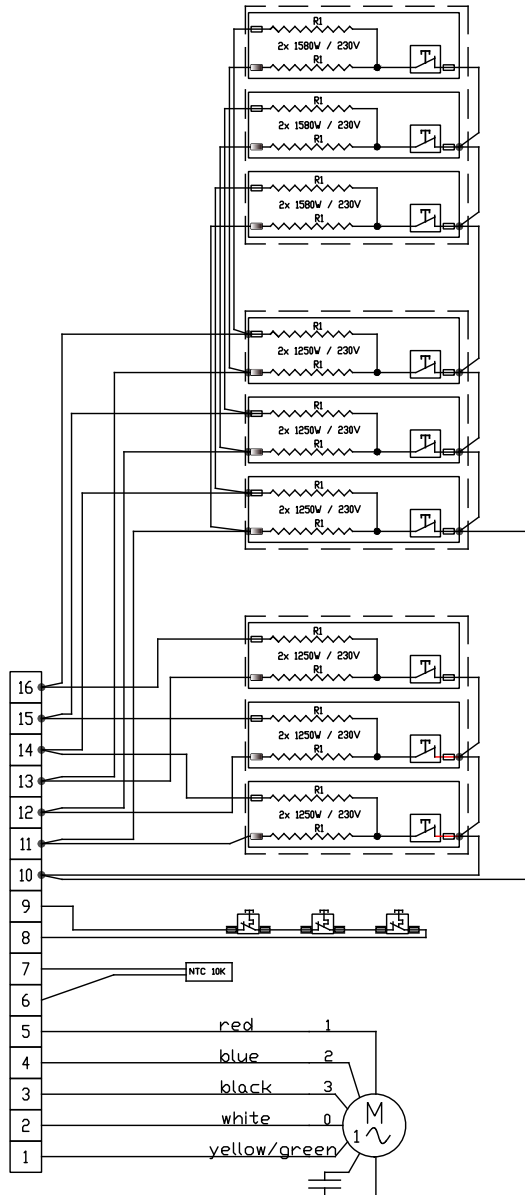 R1
2x 1580W / 230V
R1
R1
2x 1580W / 230V
R1
R1
2x 1580W / 230V
R1
R1
2x 1250W / 230V
R1
R1
2x 1250W / 230V
R1
R1
2x 1250W / 230V
R1
R1
2x 1250W / 230V
R1
R1
2x 1250W / 230V
R1
R1
2x 1250W / 230V
R1
16
15
14
13
12
11
10
9
8
7
NTC 10K
6
5 red 1
4 blue 2
3 black 3
2 white 0
1 yellow/green
M
1